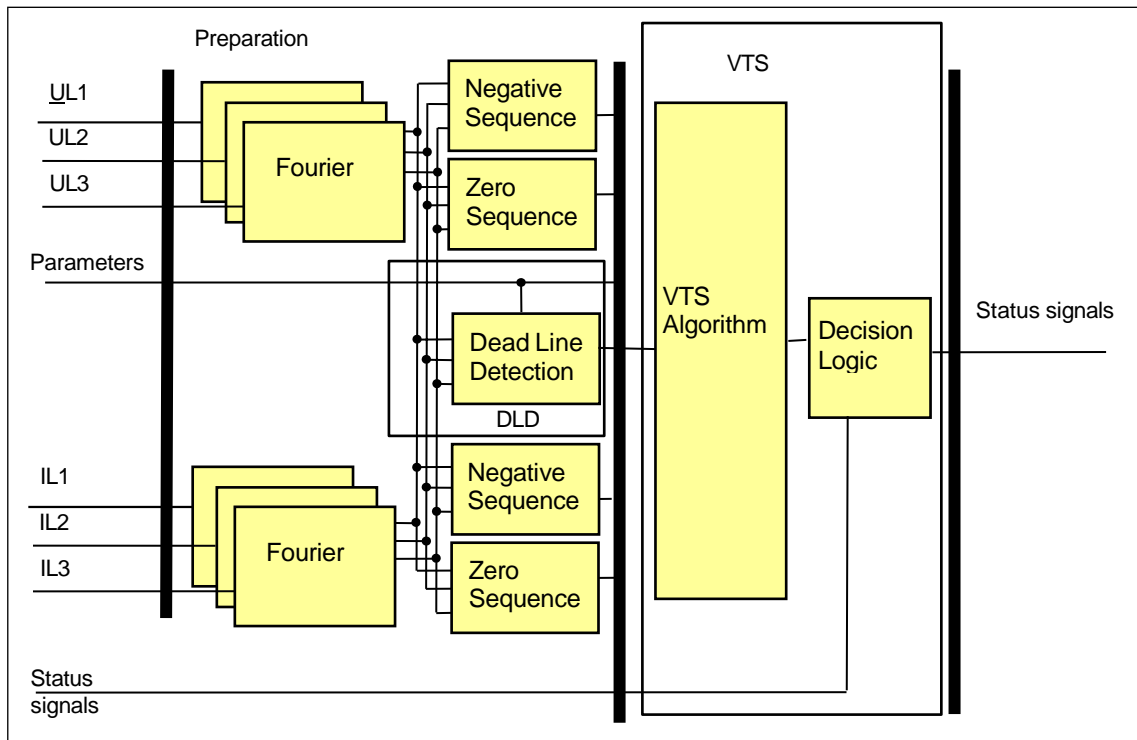 Preparation
VTS
UL1
UL2
UL3
Fourier
Negative
Sequence
Zero
Sequence
Parameters
Dead Line
Detection
DLD
VTS
Algorithm
Decision
Logic
Status signals
IL1
IL2
IL3
Fourier
Negative
Sequence
Zero
Sequence
Status
signals